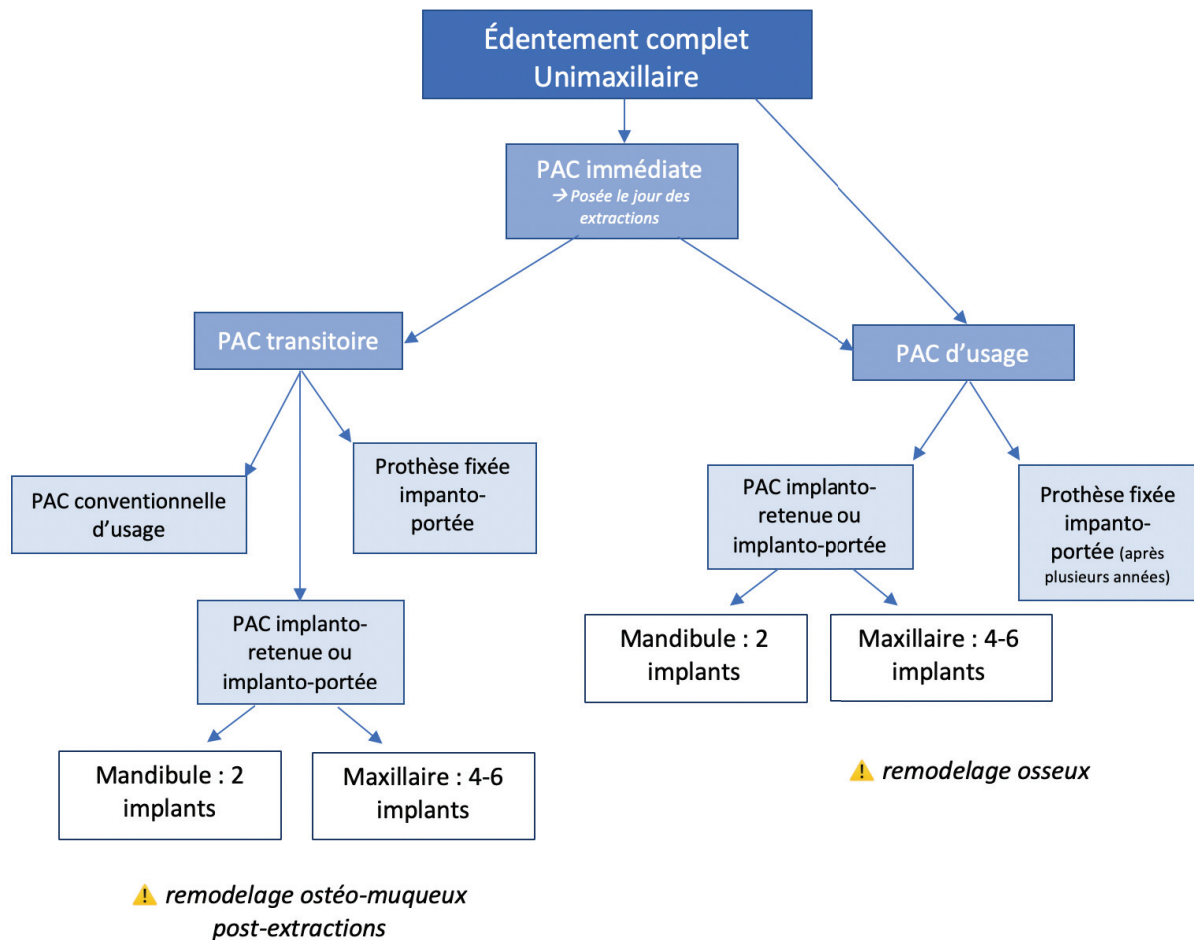 Édentement complet
Unimaxillaire
PAC immédiate
→ Posée le jour des
extractions
PAC transitoire
PAC d’usage
PAC conventionnelle
d’usage
Prothèse fixée
impanto-
portée
PAC implanto-
retenue ou
implanto-portée
Prothèse fixée
impanto-
portée (après
plusieurs années)
PAC implanto-
retenue ou
implanto-portée
Mandibule : 2
implants
Maxillaire : 4-6
implants
Mandibule : 2
implants
Maxillaire : 4-6
implants
remodelage osseux
remodelage ostéo-muqueux
post-extractions